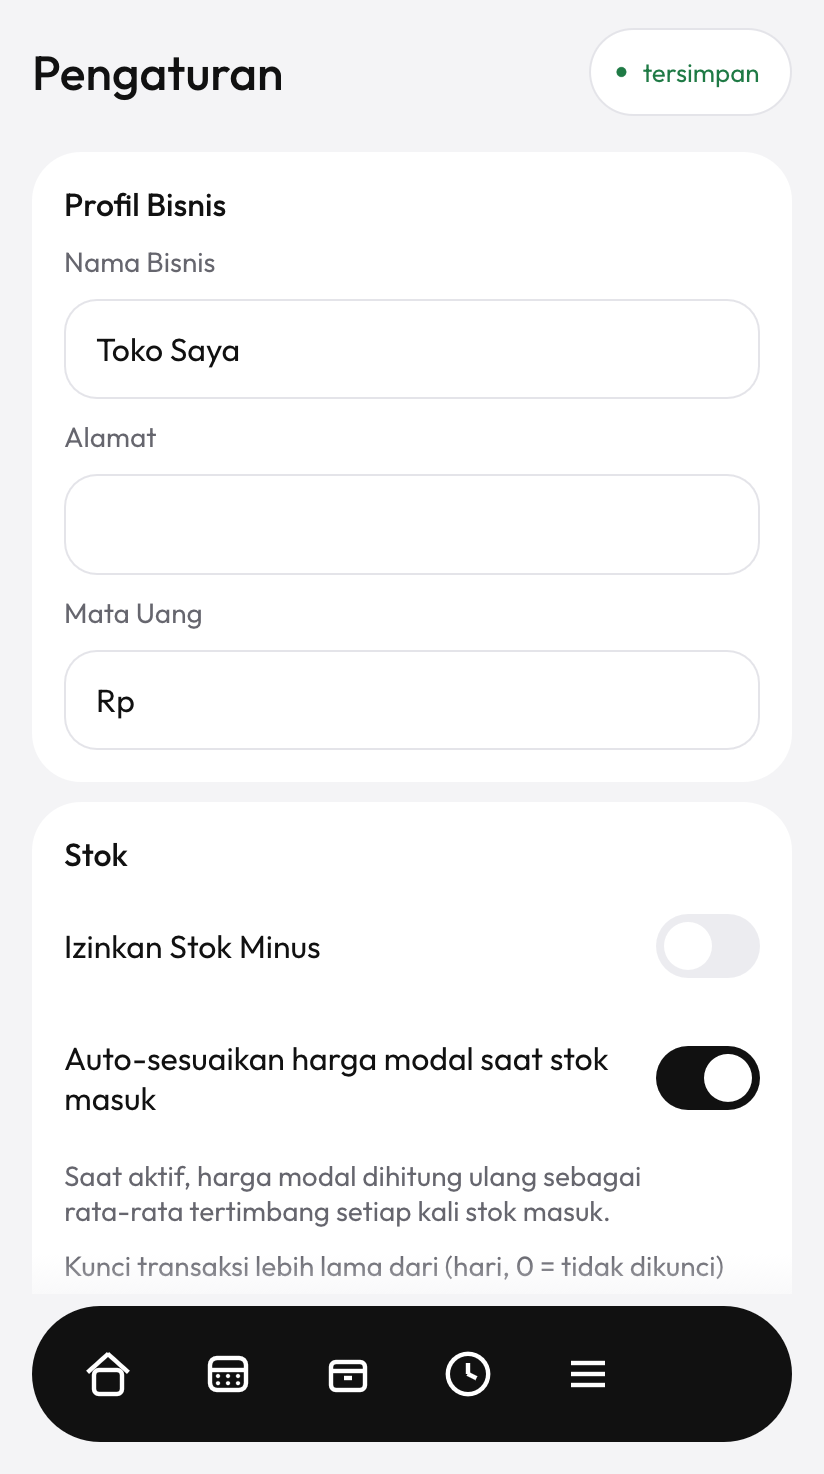 Pengaturan
tersimpan
Profil Bisnis
Nama Bisnis
Toko Saya
Alamat
Mata Uang
Rp
Stok
Izinkan Stok Minus
Auto-sesuaikan harga modal saat stok
masuk
Saat aktif, harga modal dihitung ulang sebagai
rata-rata tertimbang setiap kali stok masuk.
Kunci transaksi lebih lama dari (hari, 0 = tidak dikunci)